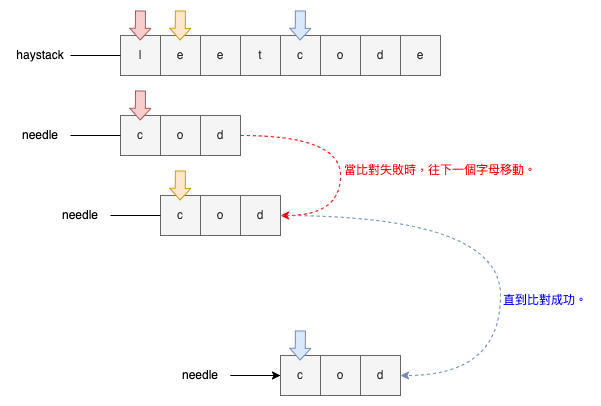 haystack l e e t c o d e
needle c o d
當比對失敗時，往下一個字母移動。
needle c o d
直到比對成功。
needle c o d